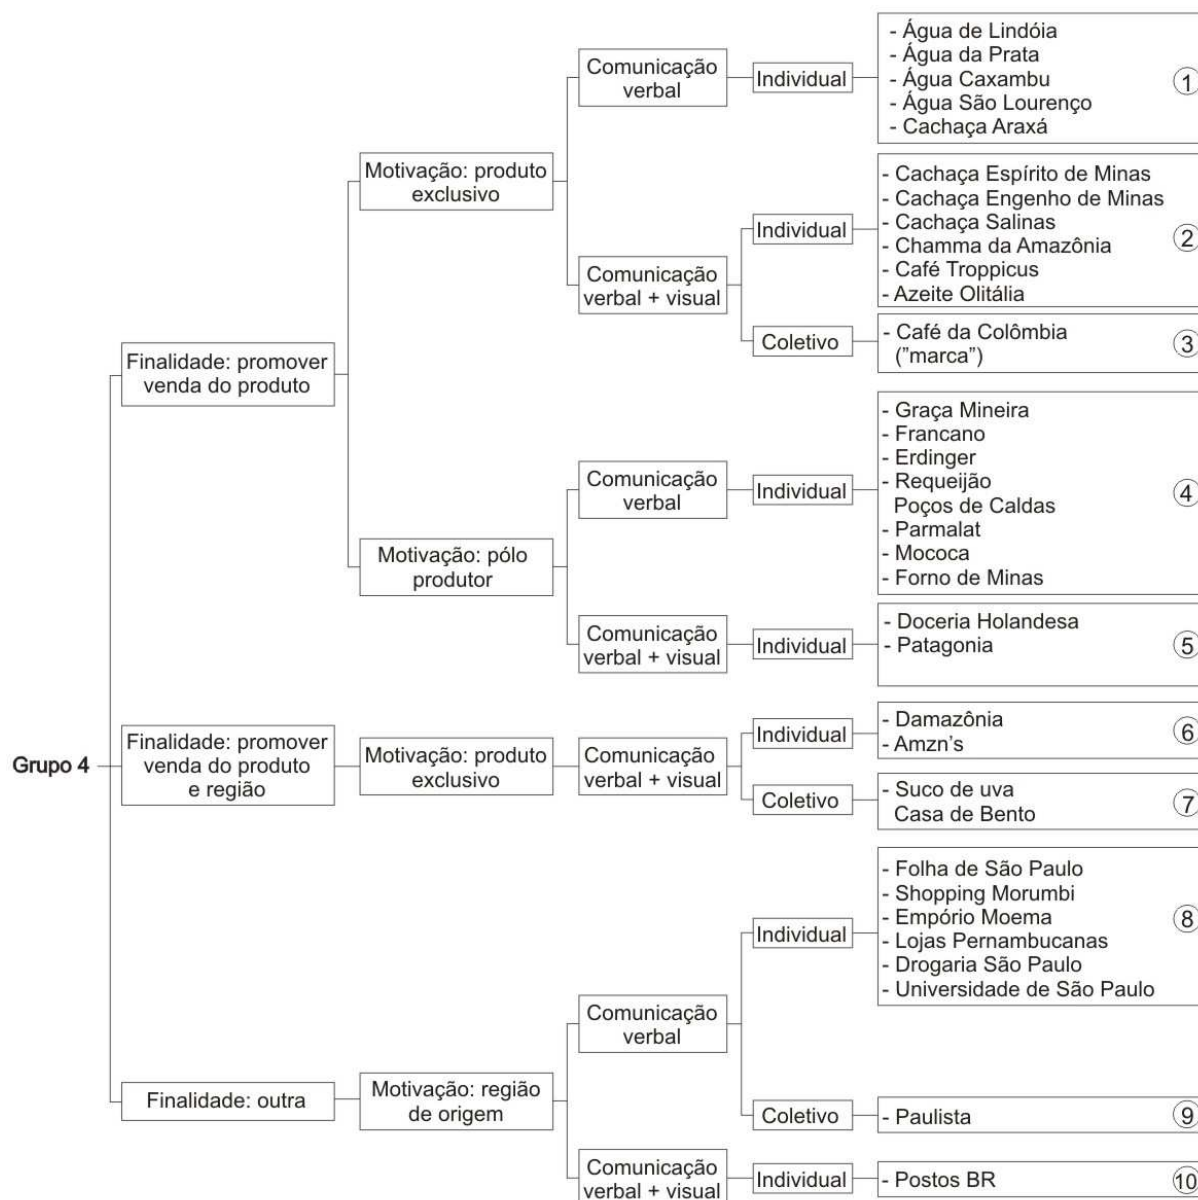 Grupo 4
Finalidade: promover
venda do produto
Motivação: produto
exclusivo
Comunicação
verbal
Individual
- Água de Lindóia
- Água da Prata
- Água Caxambu
- Água São Lourenço
- Cachaça Araxá
1
Comunicação
verbal + visual
Individual
- Cachaça Espírito de Minas
- Cachaça Engenho de Minas
- Cachaça Salinas
- Chamma da Amazônia
- Café Troppicus
- Azeite Olitália
2
Coletivo
- Café da Colômbia
("marca")
3
Motivação: pólo
produtor
Comunicação
verbal
Individual
- Graça Mineira
- Francano
- Erdinger
- Requeijão
Poços de Caldas
- Parmalat
- Mococa
- Forno de Minas
4
Comunicação
verbal + visual
Individual
- Doceria Holandesa
- Patagonia
5
Finalidade: promover
venda do produto
e região
Motivação: produto
exclusivo
Comunicação
verbal + visual
Individual
- Damazônia
- Amzn's
6
Coletivo
- Suco de uva
Casa de Bento
7
Finalidade: outra
Motivação: região
de origem
Comunicação
verbal
Individual
- Folha de São Paulo
- Shopping Morumbi
- Empório Moema
- Lojas Pernambucanas
- Drogaria São Paulo
- Universidade de São Paulo
8
Coletivo
- Paulista
9
Comunicação
verbal + visual
Individual
- Postos BR
10